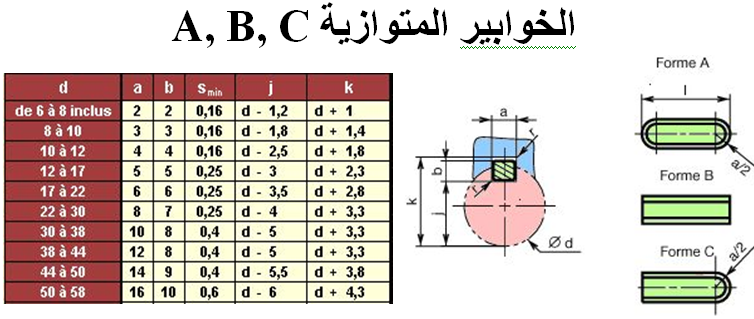 الخوابير المتوازية A, B, C
d a b s min j k
de 6 à 8 inclus 2 2 0,16 d - 1,2 d + 1
8 à 10 3 3 0,16 d - 1,8 d + 1,4
10 à 12 4 4 0,16 d - 2,5 d + 1,8
12 à 17 5 5 0,25 d - 3 d + 2,3
17 à 22 6 6 0,25 d - 3,5 d + 2,8
22 à 30 8 7 0,25 d - 4 d + 3,3
30 à 38 10 8 0,4 d - 5 d + 3,3
38 à 44 12 8 0,4 d - 5 d + 3,3
44 à 50 14 9 0,4 d - 5,5 d + 3,8
50 à 58 16 10 0,6 d - 6 d + 4,3
a
r
b
k
j
r
Ø d
Forme A
l
a/2
Forme B
Forme C
a/2